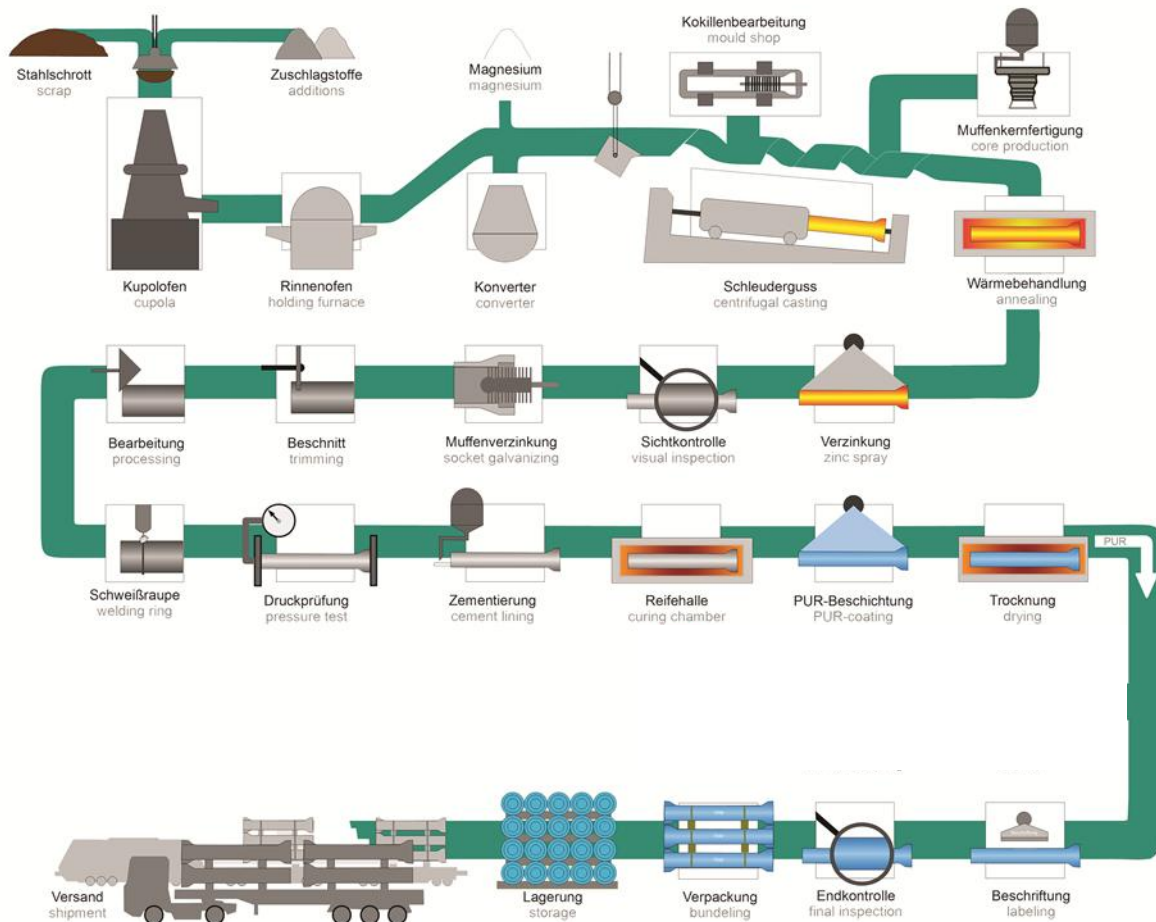 Kokillenbearbeitung
mould shop
Stahlschrott
scrap
Zuschlagstoffe
additions
Magnesium
magnesium
Muffenkernfertigung
core production
Kupolofen
cupola
Rinnenofen
holding furnace
Konverter
converter
Schleuderguss
centrifugal casting
Wärmebehandlung
annealing
Bearbeitung
processing
Beschnitt
trimming
Muffenverzinkung
socket galvanizing
Sichtkontrolle
visual inspection
Verzinkung
zinc spray
PUR
Schweißraupe
welding ring
Druckprüfung
pressure test
Zementierung
cement lining
Reifehalle
curing chamber
PUR-Beschichtung
PUR-coating
Trocknung
drying
Versand
shipment
Lagerung
storage
Verpackung
bundeling
Endkontrolle
final inspection
Beschriftung
labeling